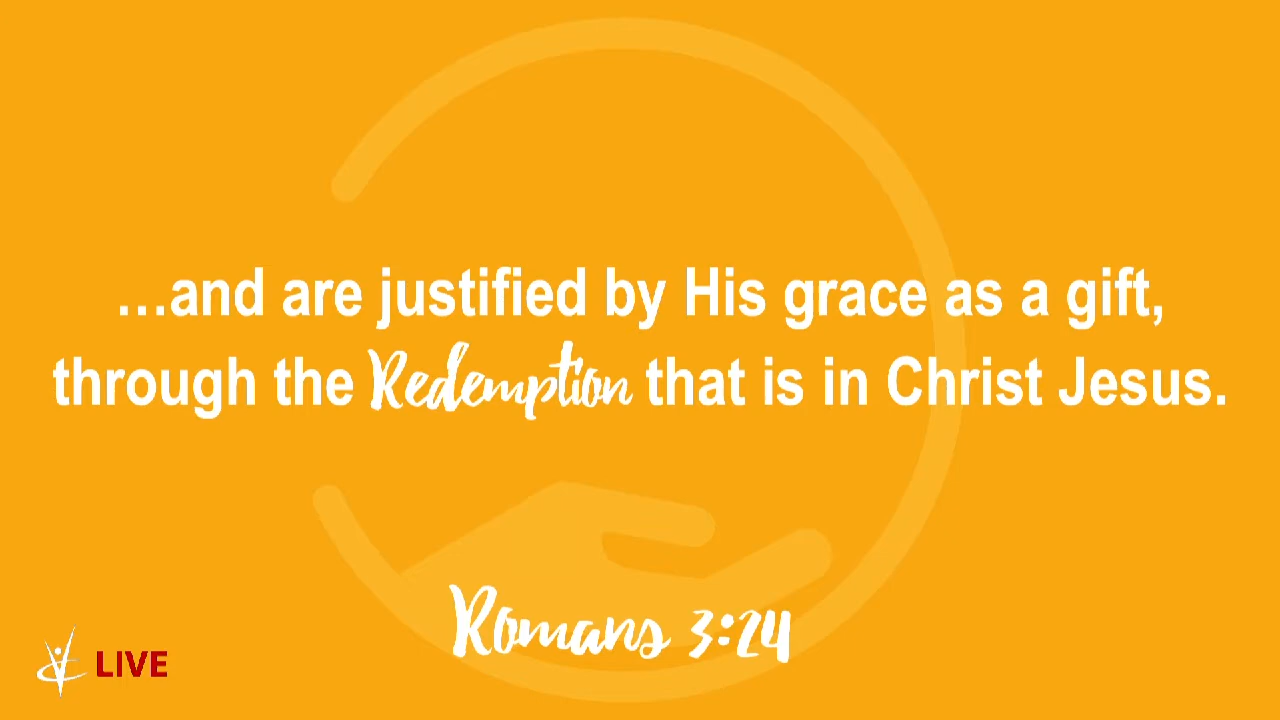 …and are justified by His grace as a gift,
through the Redemption that is in Christ Jesus.
Romans 3:24
LIVE